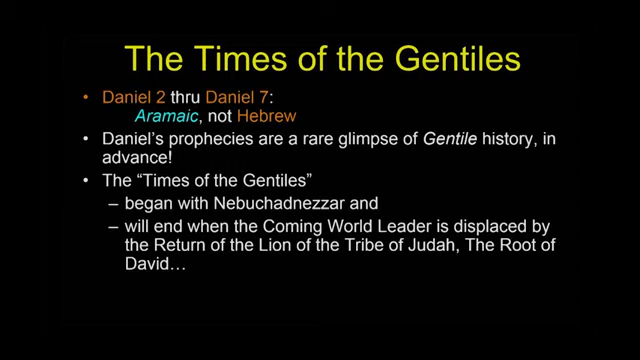 The Times of the Gentiles
• Daniel 2 thru Daniel 7:
Aramaic, not Hebrew
• Daniel's prophecies are a rare glimpse of Gentile history, in
advance!
• The “Times of the Gentiles”
– began with Nebuchadnezzar and
– will end when the Coming World Leader is displaced by
the Return of the Lion of the Tribe of Judah, The Root of
David…